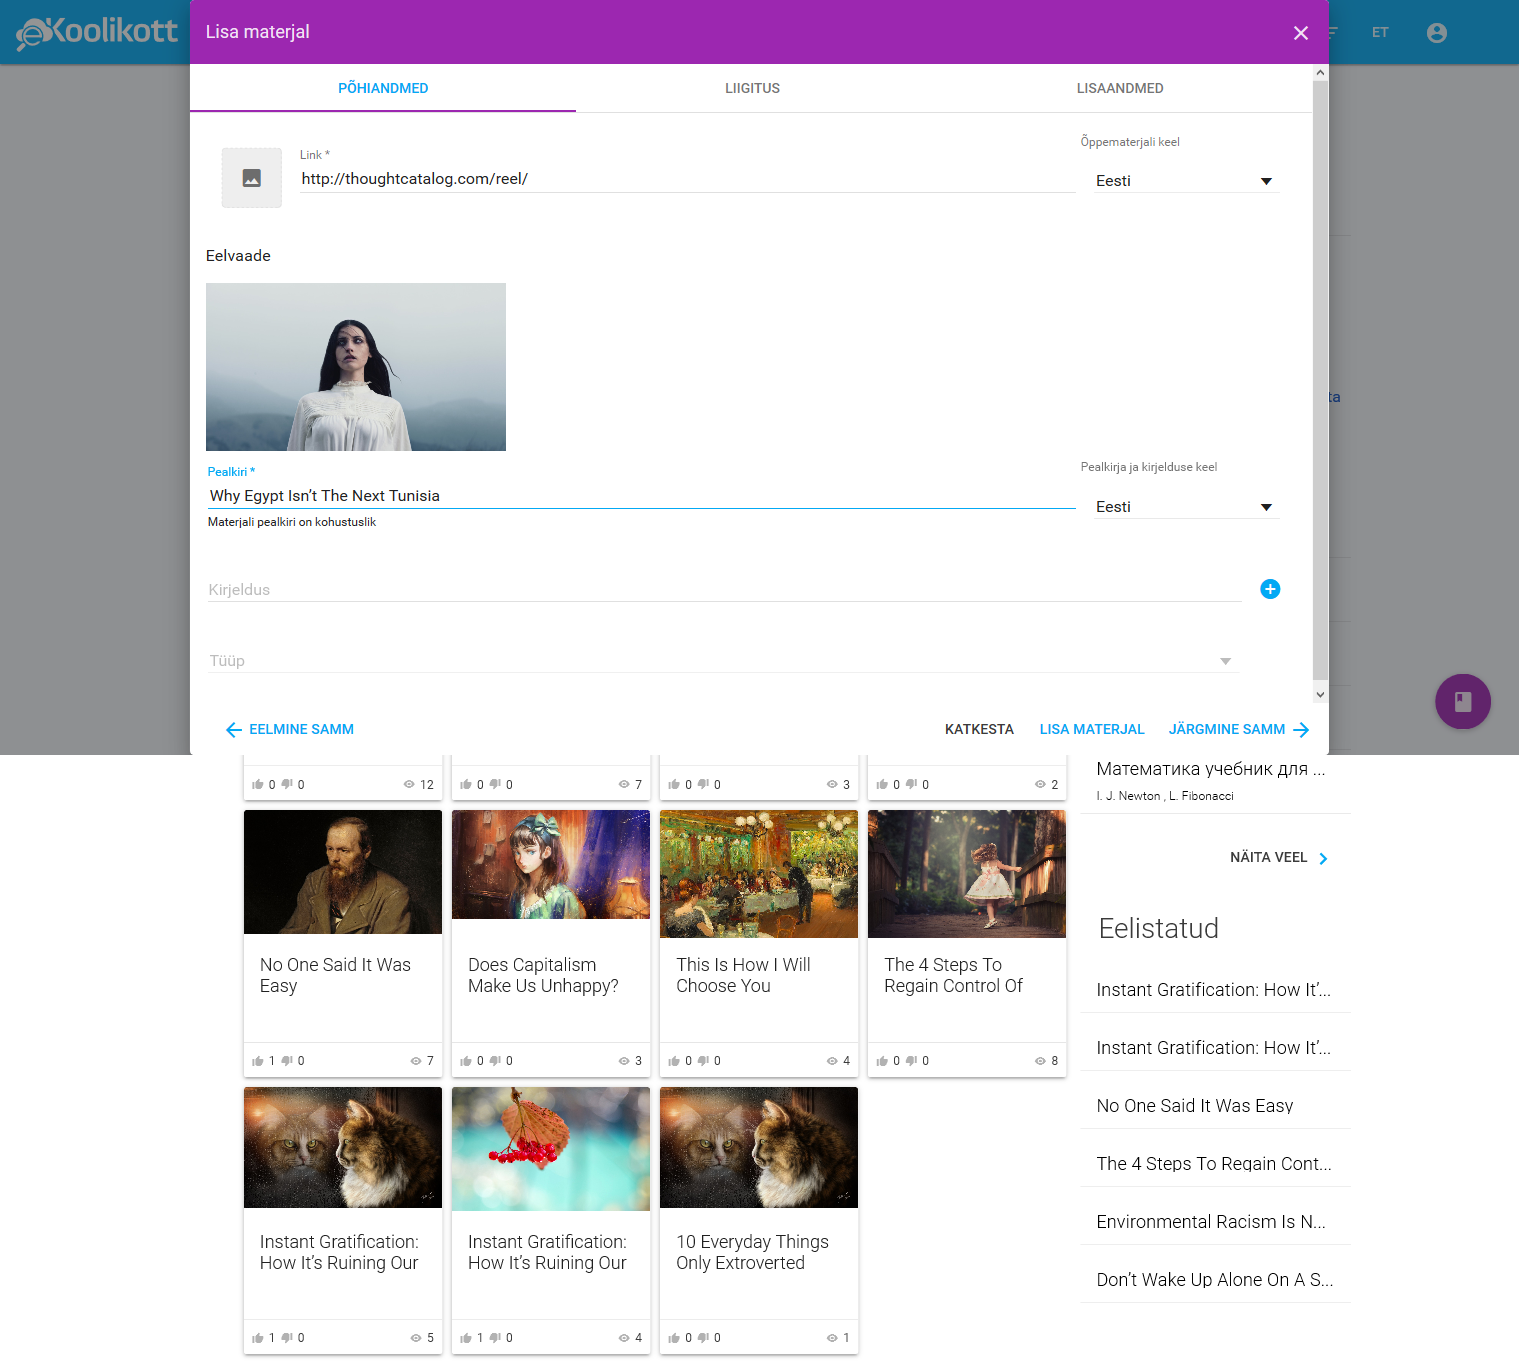 eKoolikott
Lisa materjal
ET
PÕHIANDMED
LIIGITUS
LISAANDMED
Link *
http://thoughtcatalog.com/reel/
Õppematerjali keel
Eesti
Eelvaade
ta
Pealkiri *
Why Egypt Isn’t The Next Tunisia
Materjali pealkiri on kohustuslik
Pealkirja ja kirjelduse keel
Eesti
Kirjeldus
Tüüp
EELMINE SAMM
KATKESTA
LISA MATERJAL
JÄRGMINE SAMM
0 0 12
0 0 7
0 0 3
0 0 2
Математика учебник для ...
I. J. Newton , L. Fibonacci
NÄITA VEEL
No One Said It Was
Easy
1 0 7
Does Capitalism
Make Us Unhappy?
0 0 3
This Is How I Will
Choose You
0 0 4
The 4 Steps To
Regain Control Of
0 0 8
Instant Gratification:
How It’s Ruining Our
1 0 5
Instant Gratification:
How It’s Ruining Our
1 0 4
10 Everyday Things
Only Extroverted
0 0 1
Eelistatud
Instant Gratification: How It’...
Instant Gratification: How It’...
No One Said It Was Easy
The 4 Steps To Regain Cont...
Environmental Racism Is N...
Don’t Wake Up Alone On A S...